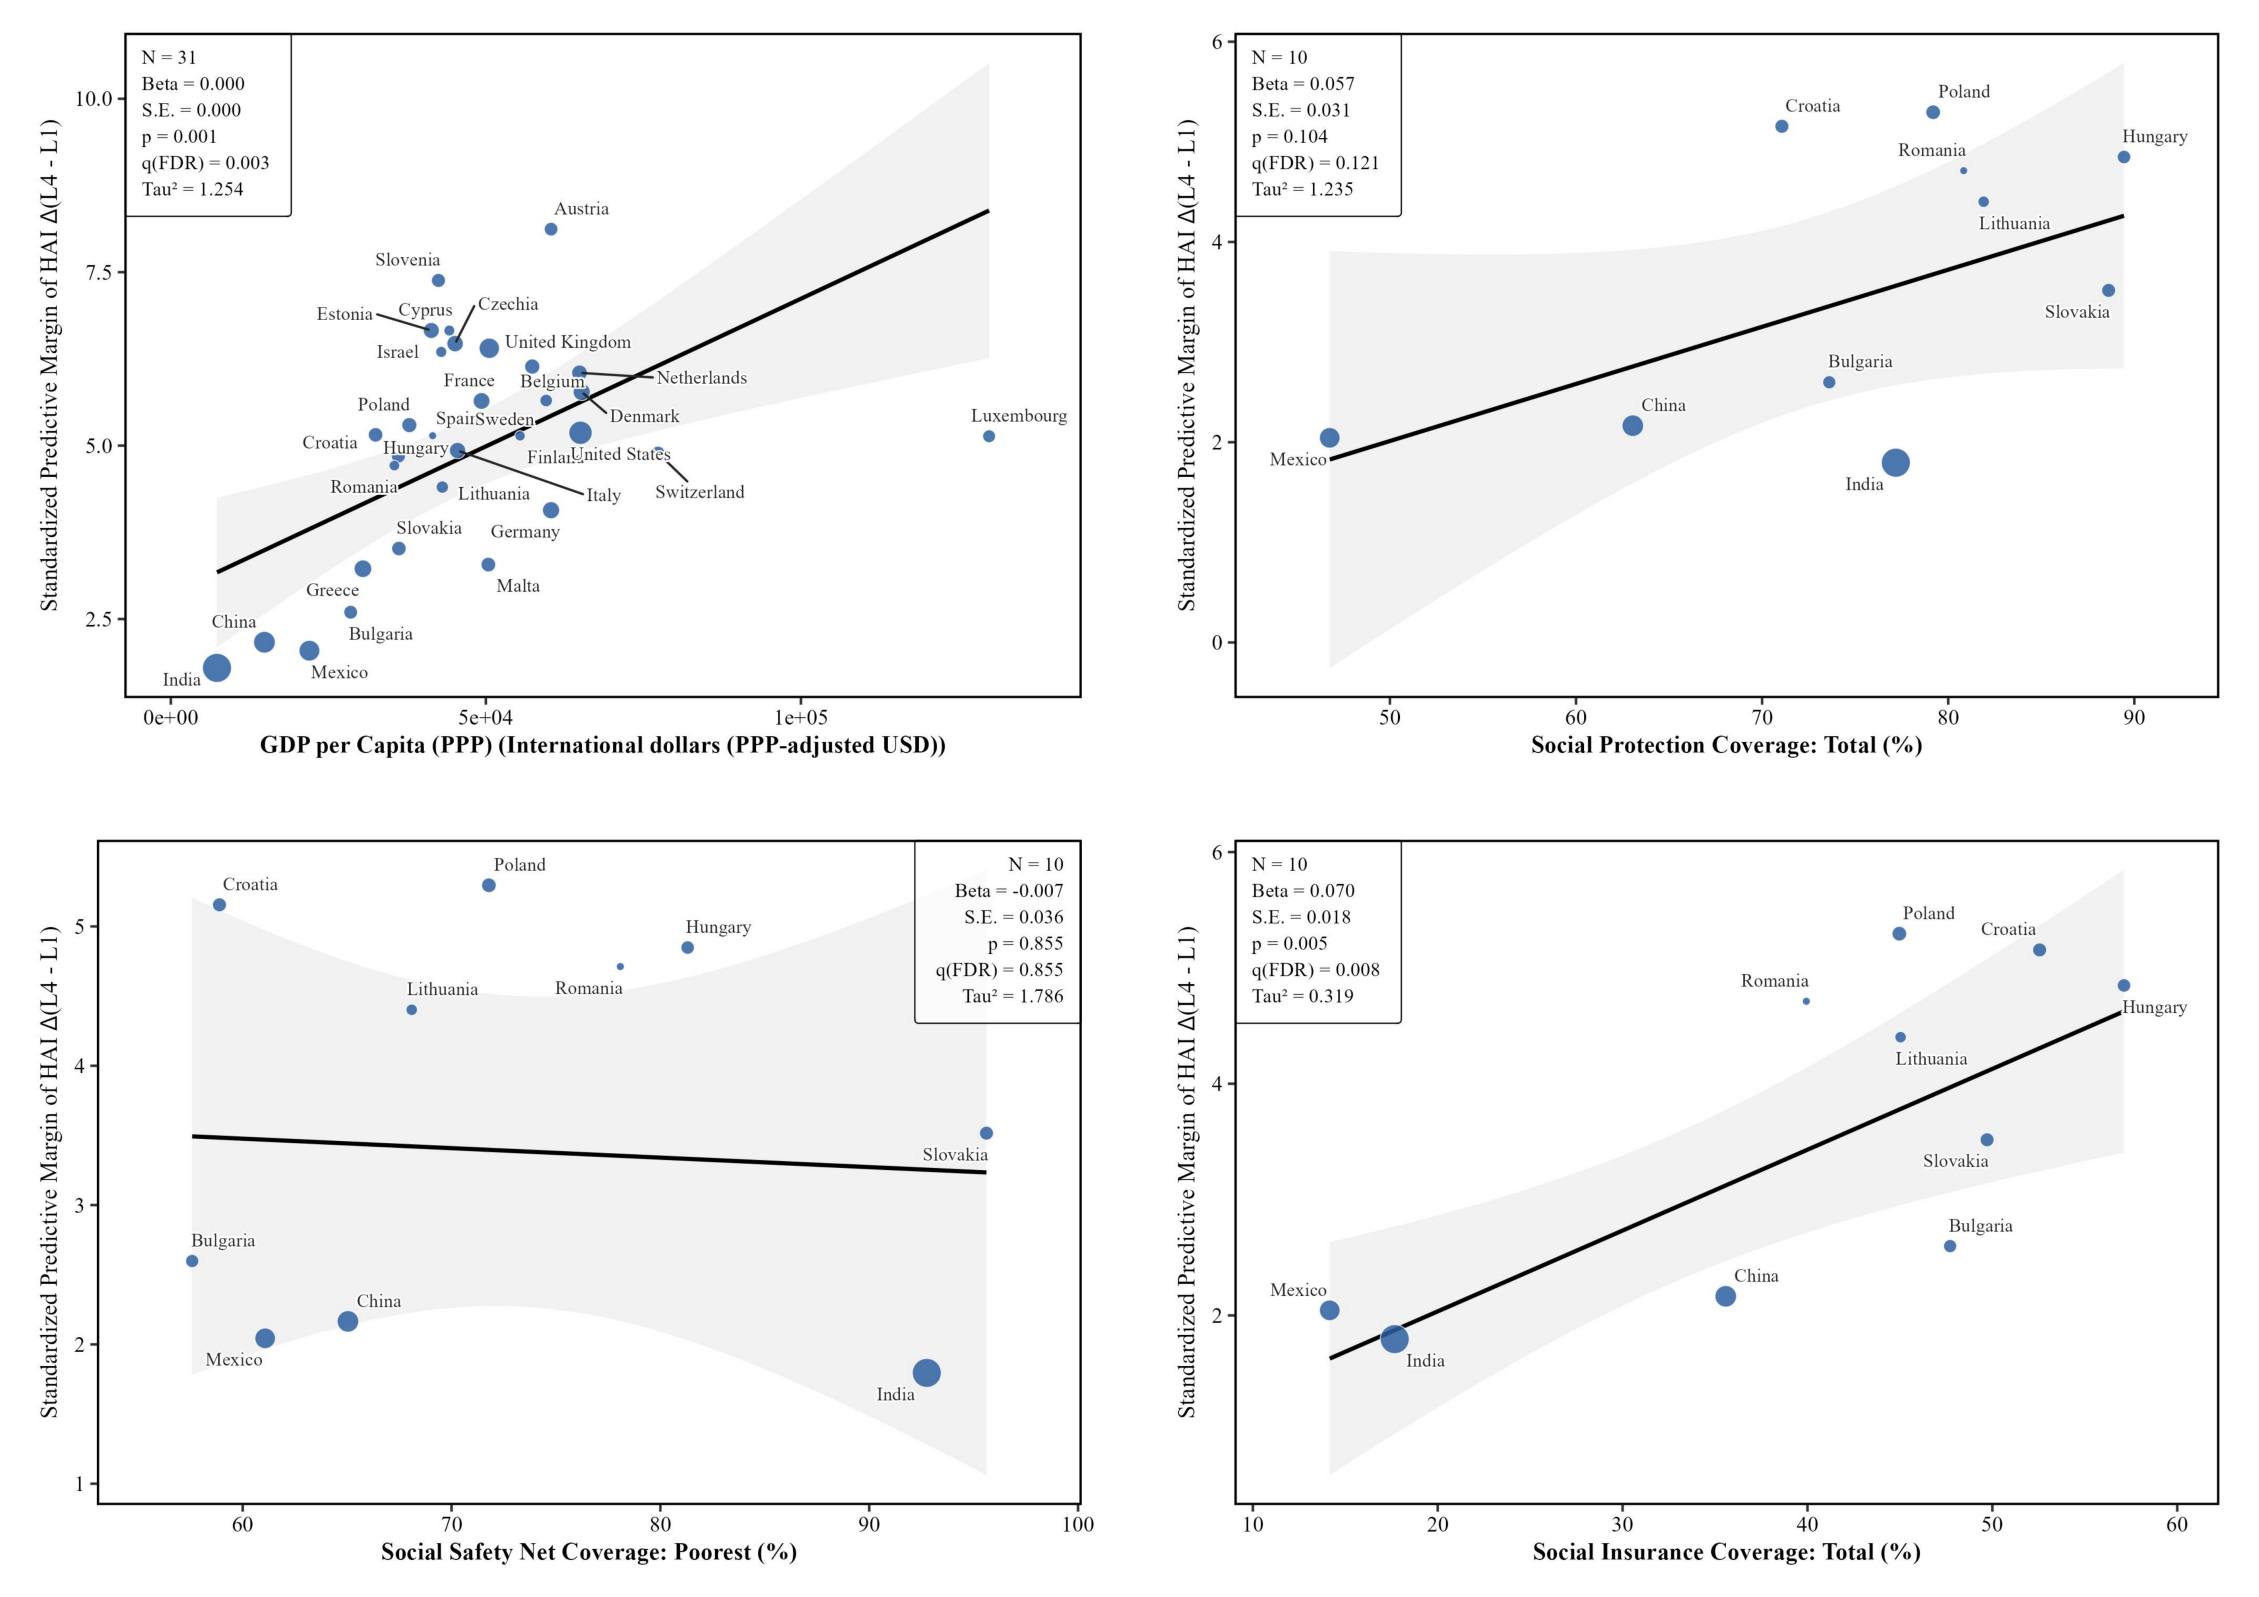 N = 31
Beta = 0.000
S.E. = 0.000
p = 0.001
q(FDR) = 0.003
Tau² = 1.254
Standardized Predictive Margin of HAI Δ(L4 - L1)
10.0
7.5
5.0
2.5
Austria
Slovenia
Czechia
Cyprus
Estonia
United Kingdom
Israel
France
Belgium
Netherlands
Poland
Spain
Sweden
Denmark
Luxembourg
Croatia
Hungary
Finland
United States
Romania
Lithuania
Italy
Switzerland
Slovakia
Germany
Greece
Malta
China
Bulgaria
Mexico
India
0e+00
5e+04
1e+05
GDP per Capita (PPP) (International dollars (PPP-adjusted USD))
N = 10
Beta = 0.057
S.E. = 0.031
p = 0.104
q(FDR) = 0.121
Tau² = 1.235
Standardized Predictive Margin of HAI Δ(L4 - L1)
6
4
2
0
Poland
Croatia
Hungary
Romania
Lithuania
Slovakia
Bulgaria
China
Mexico
India
50
60
70
80
90
Social Protection Coverage: Total (%)
N = 10
Beta = -0.007
S.E. = 0.036
p = 0.855
q(FDR) = 0.855
Tau² = 1.786
Standardized Predictive Margin of HAI Δ(L4 - L1)
5
4
3
2
1
Poland
Croatia
Hungary
Lithuania
Romania
Slovakia
Bulgaria
China
Mexico
India
60
70
80
90
100
Social Safety Net Coverage: Poorest (%)
N = 10
Beta = 0.070
S.E. = 0.018
p = 0.005
q(FDR) = 0.008
Tau² = 0.319
Standardized Predictive Margin of HAI Δ(L4 - L1)
6
4
2
Poland
Croatia
Romania
Hungary
Lithuania
Slovakia
Bulgaria
China
Mexico
India
10
20
30
40
50
60
Social Insurance Coverage: Total (%)